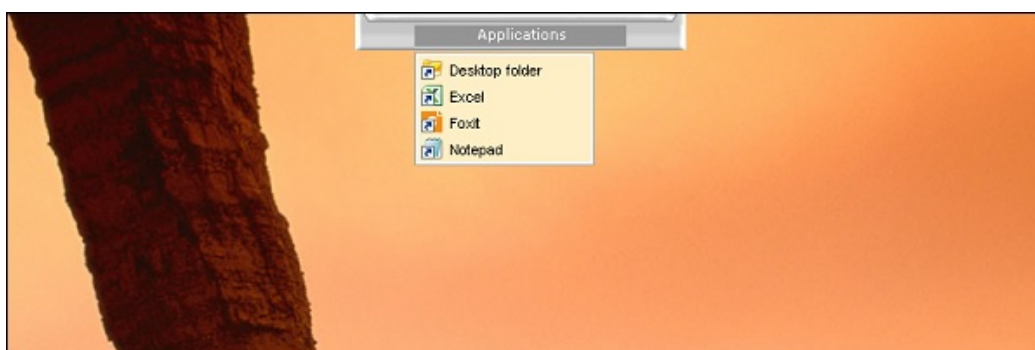 Applications
Desktop folder
Excel
Foxit
Notepad